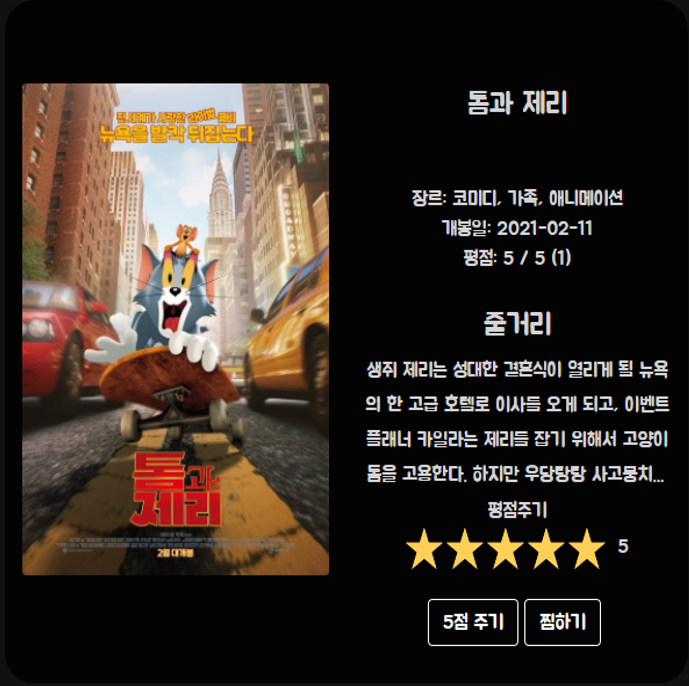 전세계가 사랑한 라이벌 콤비
뉴욕을 발칵 뒤집는다
톰과
제리
2월 대개봉
톰과 제리
장르: 코미디, 가족, 애니메이션
개봉일: 2021-02-11
평점: 5 / 5 (1)
줄거리
생쥐 제리는 성대한 결혼식이 열리게 될 뉴욕
의 한 고급 호텔로 이사를 오게 되고, 이벤트
플래너 카일라는 제리를 잡기 위해서 고양이
톰을 고용한다. 하지만 우당탕탕 사고뭉치...
평점주기
5
5점 주기
찜하기